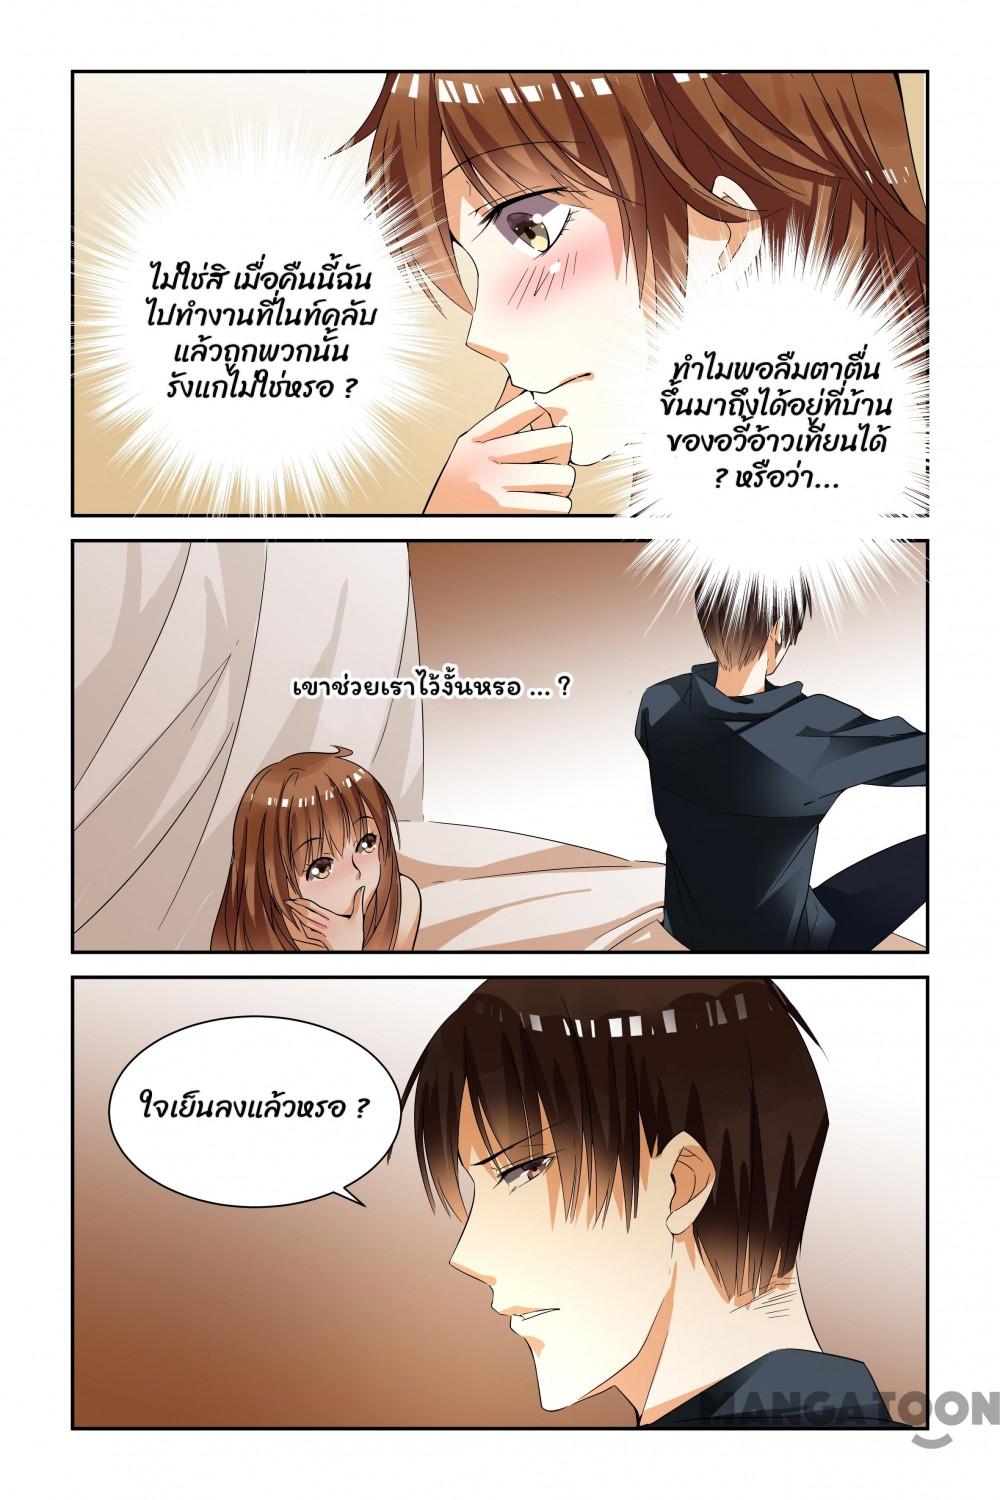 ไม่ใช่สิ เมื่อคืนนี้ฉัน
ไปทำงานที่ไนท์คลับ
แล้วถูกพวกนั้น
รังแกไม่ใช่หรอ ?
ทำไมพอลืมตาตื่น
ขึ้นมาถึงได้อยู่ที่บ้าน
ของอวี้อ้าวเทียนได้
? หรือว่า...
เขาช่วยเราไว้งั้นหรอ ... ?
ใจเย็นลงแล้วหรอ ?
MANGATOON